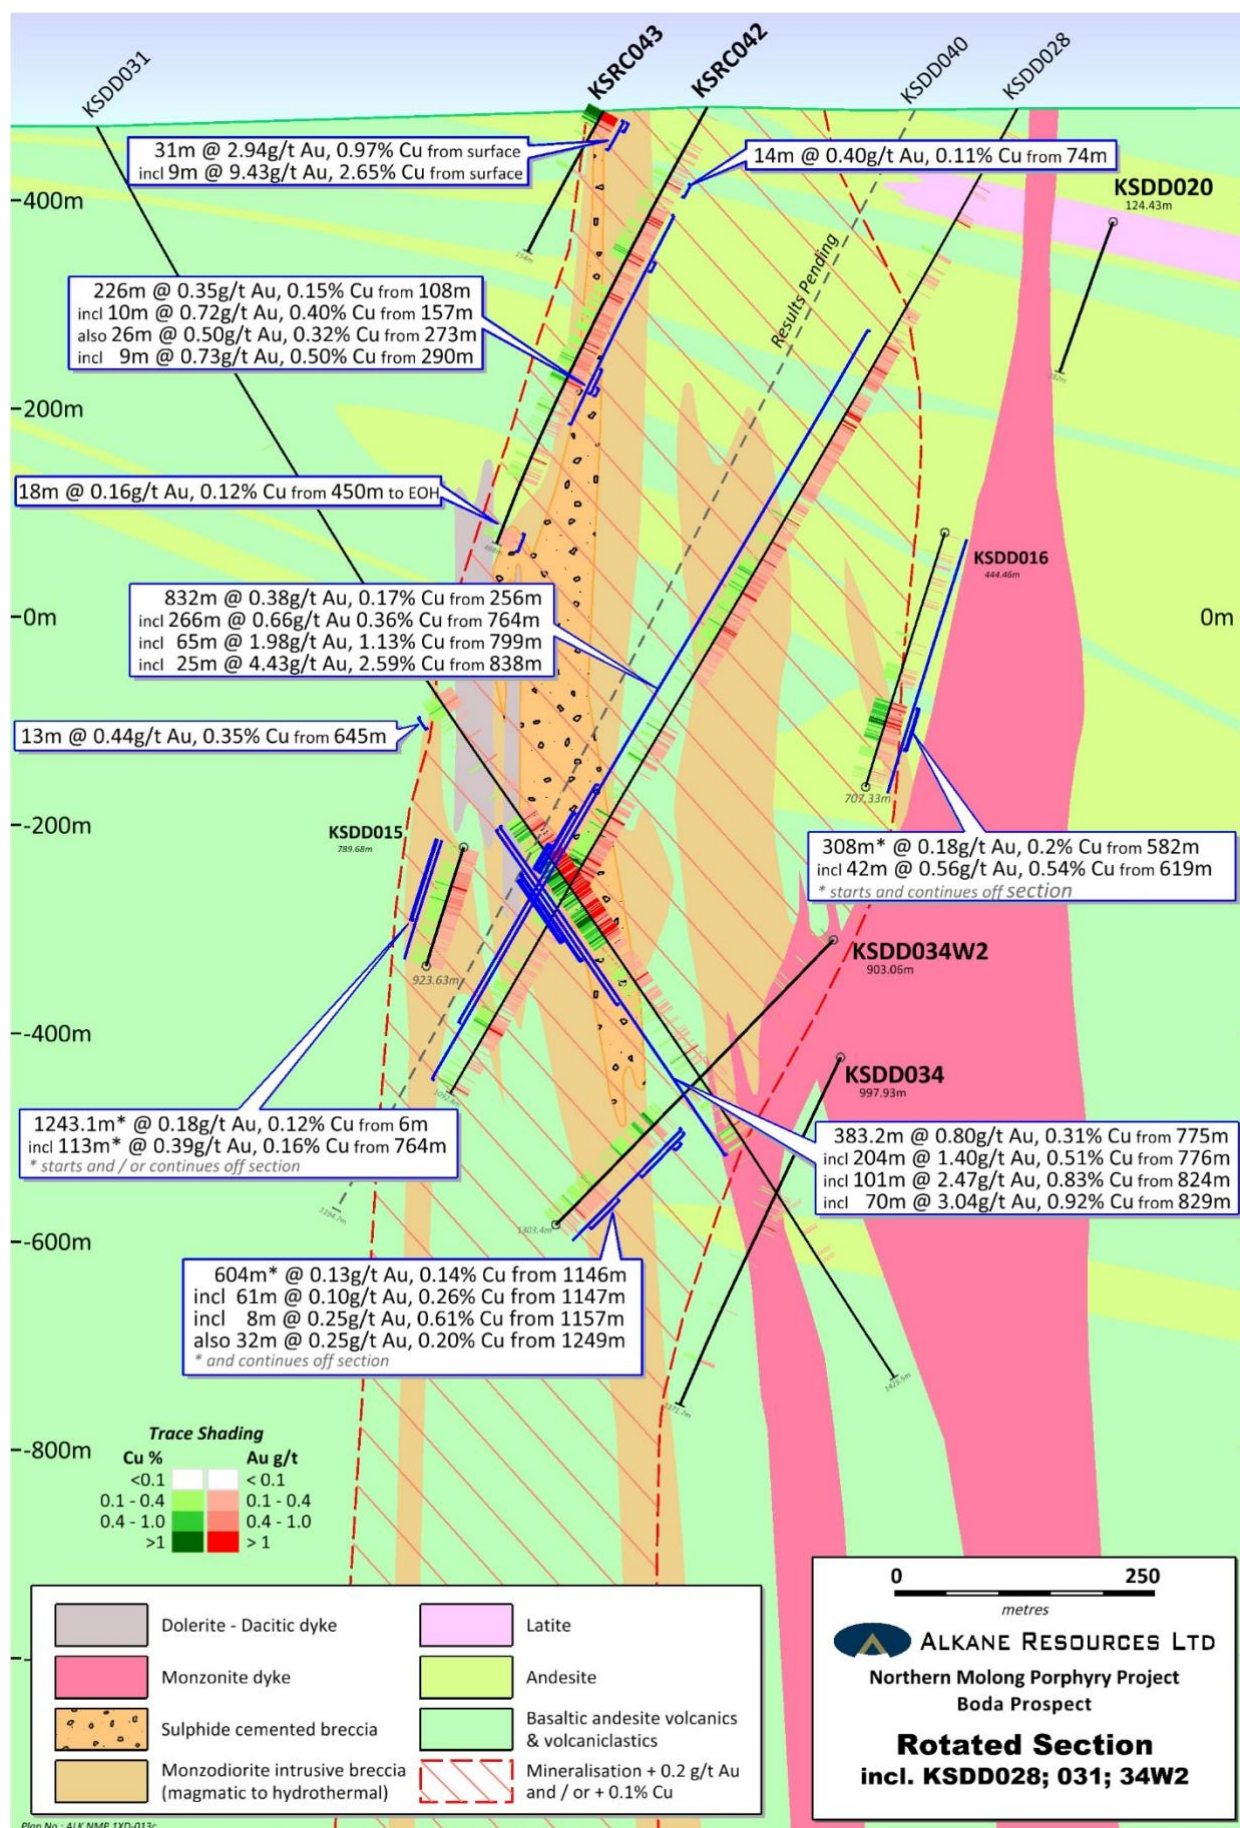 KSDD031
KSRC043
KSRC042
KSDD040
KSDD028
31m @ 2.94g/t Au, 0.97% Cu from surface
incl 9m @ 9.43g/t Au, 2.65% Cu from surface
14m @ 0.40g/t Au, 0.11% Cu from 74m
400m
KSDD020
124.43m
154m
Results Pending
226m @ 0.35g/t Au, 0.15% Cu from 108m
incl 10m @ 0.72g/t Au, 0.40% Cu from 157m
also 26m @ 0.50g/t Au, 0.32% Cu from 273m
incl 9m @ 0.73g/t Au, 0.50% Cu from 290m
200m
18m @ 0.16g/t Au, 0.12% Cu from 450m to EOH
468m
KSDD016
444.46m
832m @ 0.38g/t Au, 0.17% Cu from 256m
incl 266m @ 0.66g/t Au 0.36% Cu from 764m
incl 65m @ 1.98g/t Au, 1.13% Cu from 799m
incl 25m @ 4.43g/t Au, 2.59% Cu from 838m
0m
0m
13m @ 0.44g/t Au, 0.35% Cu from 645m
707.33m
-200m
KSDD015
789.68m
308m* @ 0.18g/t Au, 0.2% Cu from 582m
incl 42m @ 0.56g/t Au, 0.54% Cu from 619m
* starts and continues off section
923.63m
KSDD034W2
903.06m
-400m
KSDD034
997.93m
1243.1m* @ 0.18g/t Au, 0.12% Cu from 6m
incl 113m* @ 0.39g/t Au, 0.16% Cu from 764m
* starts and / or continues off section
383.2m @ 0.80g/t Au, 0.31% Cu from 775m
incl 204m @ 1.40g/t Au, 0.51% Cu from 776m
incl 101m @ 2.47g/t Au, 0.83% Cu from 824m
incl 70m @ 3.04g/t Au, 0.92% Cu from 829m
1194.7m
1303.4m
-600m
604m* @ 0.13g/t Au, 0.14% Cu from 1146m
incl 61m @ 0.10g/t Au, 0.26% Cu from 1147m
incl 8m @ 0.25g/t Au, 0.61% Cu from 1157m
also 32m @ 0.25g/t Au, 0.20% Cu from 1249m
* and continues off section
1371.7m
-800m
Trace Shading
Cu % Au g/t
<0.1 < 0.1
0.1 - 0.4 0.1 - 0.4
0.4 - 1.0 0.4 - 1.0
>1 > 1
Dolerite - Dacitic dyke
Monzonite dyke
Sulphide cemented breccia
Monzodiorite intrusive breccia
(magmatic to hydrothermal)
Latite
Andesite
Basaltic andesite volcanics
& volcaniclastics
Mineralisation + 0.2 g/t Au
and / or + 0.1% Cu
0 250
metres
ALKANE RESOURCES LTD
Northern Molong Porphyry Project
Boda Prospect
Rotated Section
incl. KSDD028; 031; 34W2
Plan No.: ALK NMP 1XD-013c